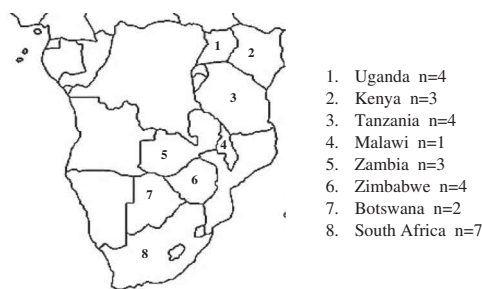 1
2
3
4
5
6
7
8
1. Uganda n=4
2. Kenya n=3
3. Tanzania n=4
4. Malawi n=1
5. Zambia n=3
6. Zimbabwe n=4
7. Botswana n=2
8. South Africa n=7